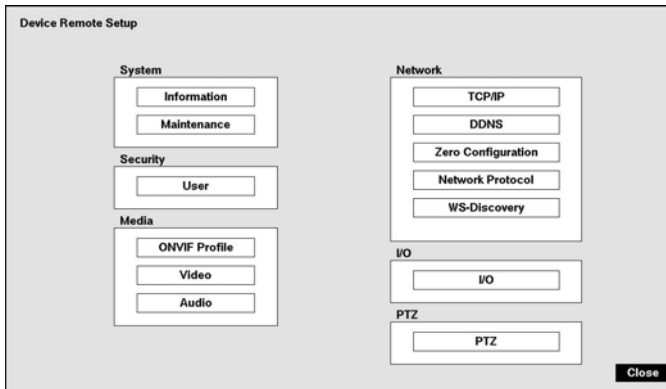 Device Remote Setup
System
Information
Maintenance
Security
User
Media
ONVIF Profile
Video
Audio
Network
TCP/IP
DDNS
Zero Configuration
Network Protocol
WS-Discovery
I/O
I/O
PTZ
PTZ
Close